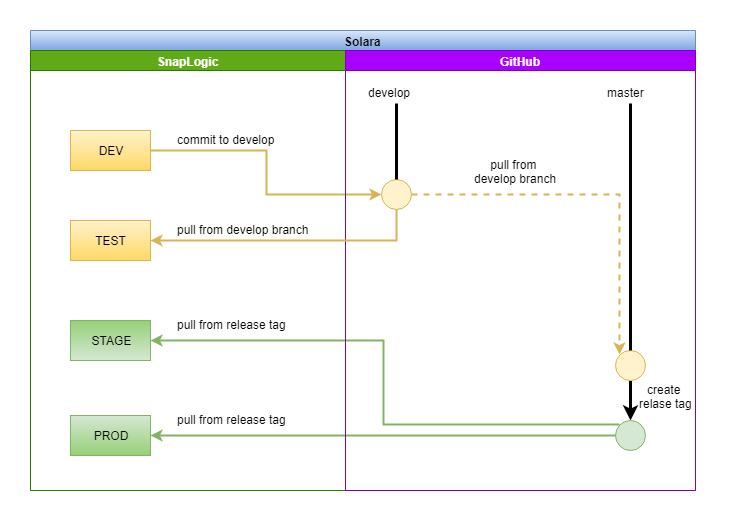 Solara
SnapLogic
GitHub
develop
master
DEV
commit to develop
pull from
develop branch
TEST
pull from develop branch
STAGE
pull from release tag
create
relase tag
PROD
pull from release tag